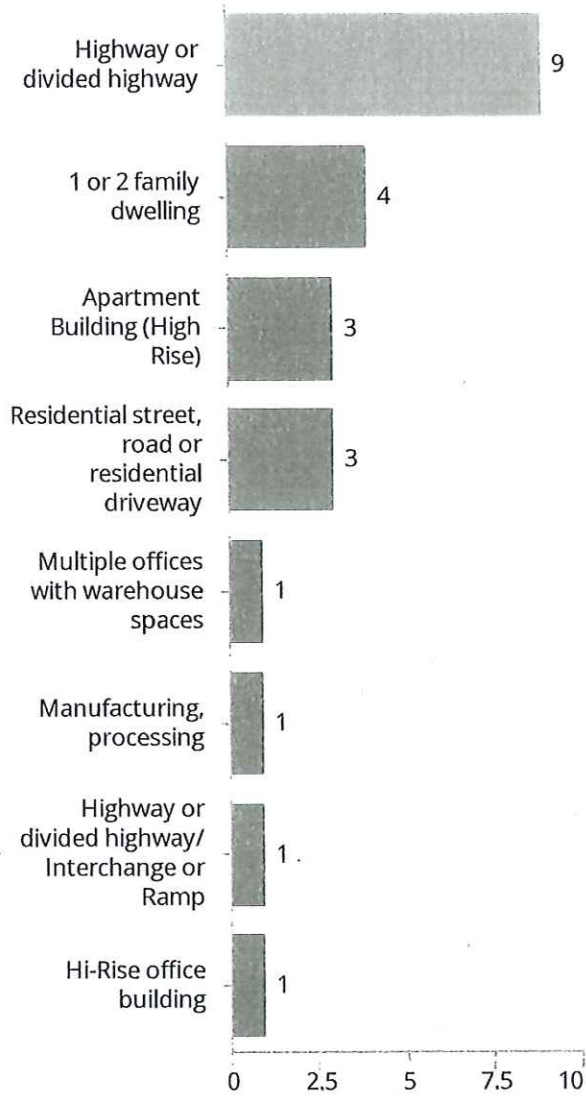 Highway or
divided highway
9
1 or 2 family
dwelling
4
Apartment
Building (High
Rise)
3
Residential street,
road or
residential
driveway
3
Multiple offices
with warehouse
spaces
1
Manufacturing,
processing
1
Highway or
divided highway/
Interchange or
Ramp
1
Hi-Rise office
building
1
0 2.5 5 7.5 10